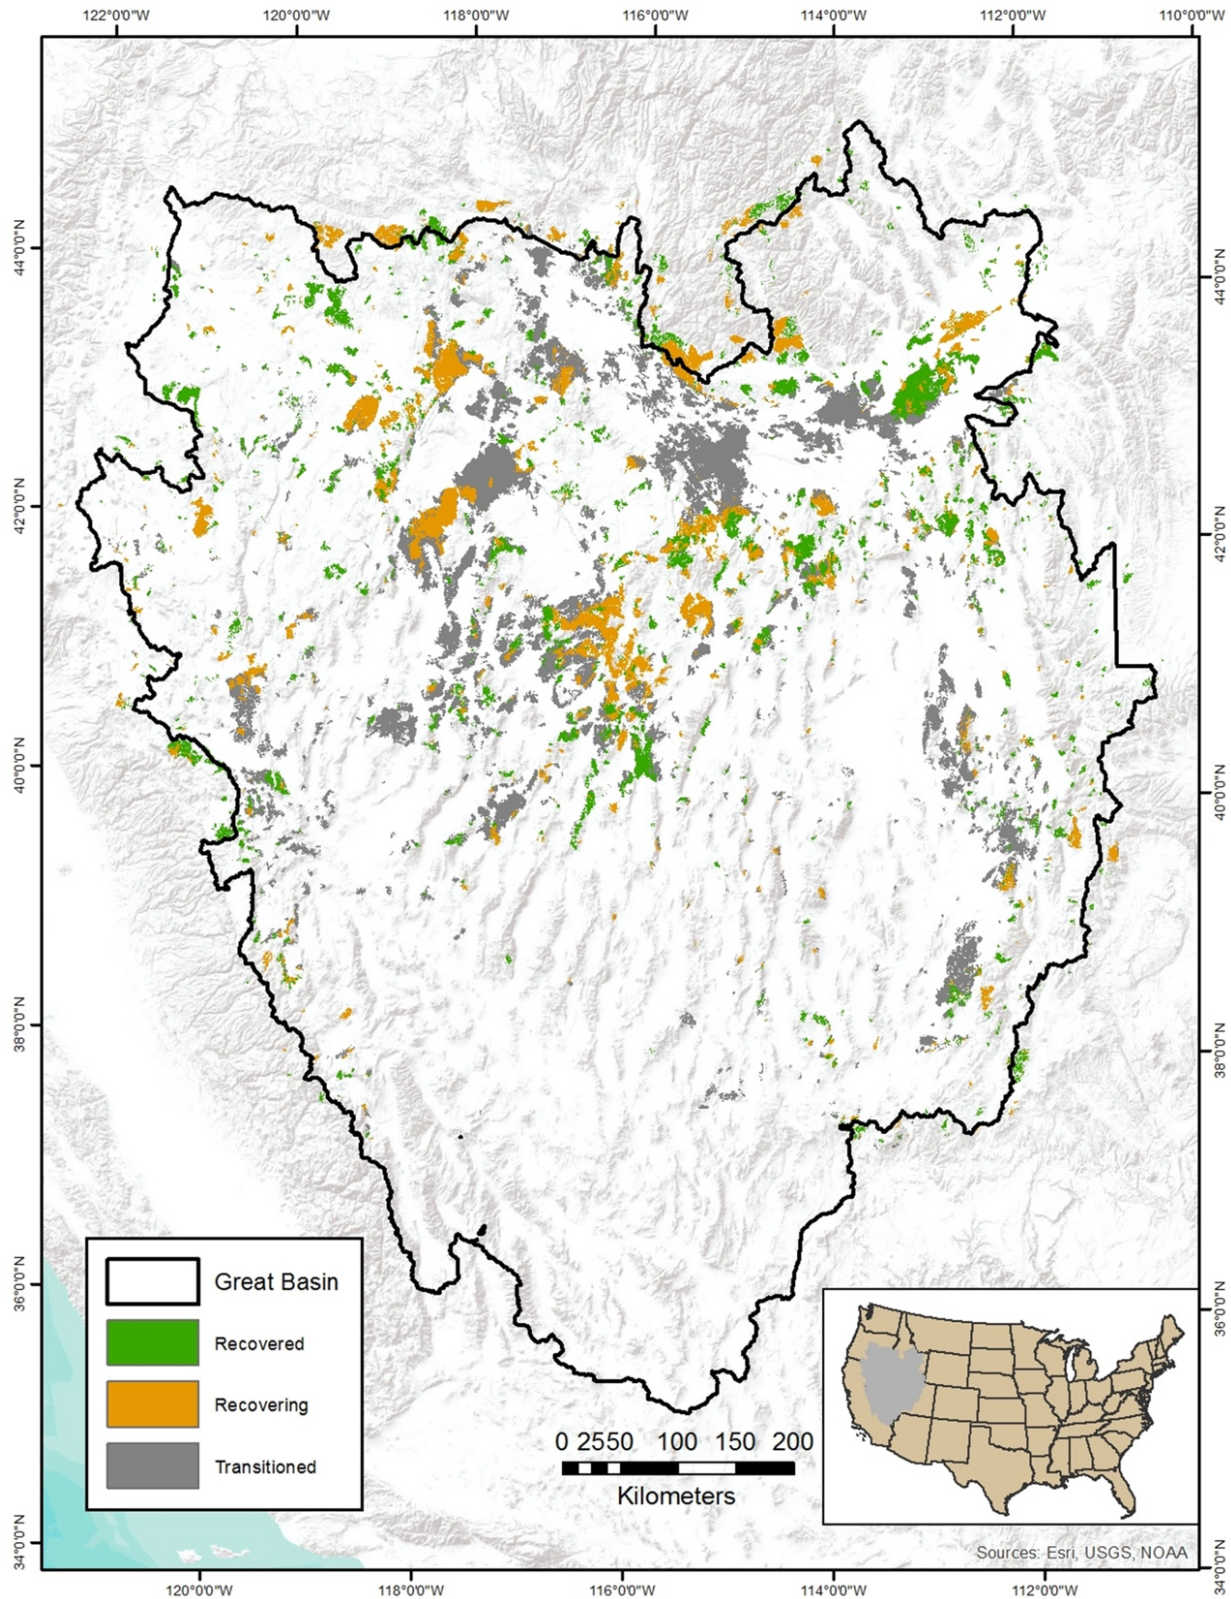 122°0'0"W 120°0'0"W 118°0'0"W 116°0'0"W 114°0'0"W 112°0'0"W 110°0'0"W
44°0'0"N
44°0'0"N
42°0'0"N
42°0'0"N
40°0'0"N
40°0'0"N
38°0'0"N
38°0'0"N
36°0'0"N
36°0'0"N
34°0'0"N
34°0'0"N
Great Basin
Recovered
Recovering
Transitioned
0 25 50 100 150 200
Kilometers
Sources: Esri, USGS, NOAA
120°0'0"W 118°0'0"W 116°0'0"W 114°0'0"W 112°0'0"W